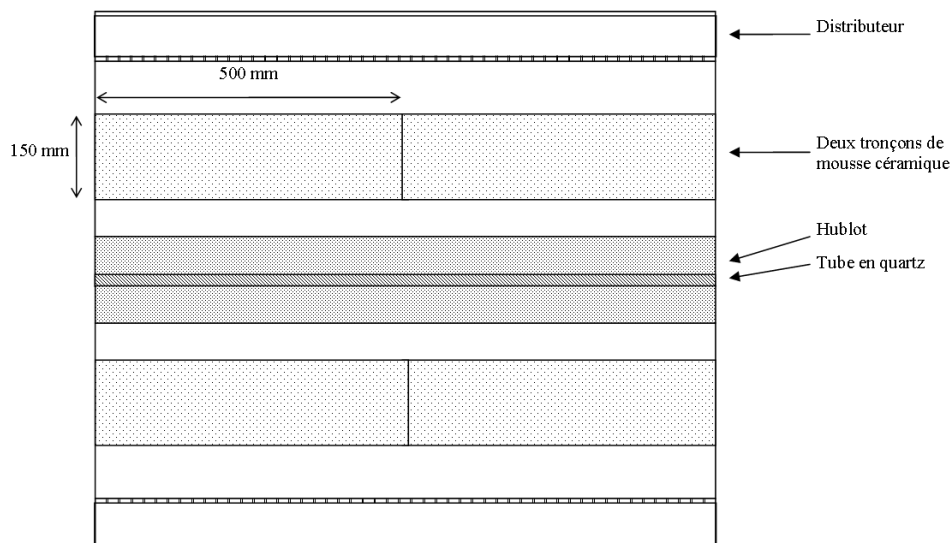 Distributeur
500 mm
150 mm
Deux tronçons de
mousse céramique
Hublot
Tube en quartz